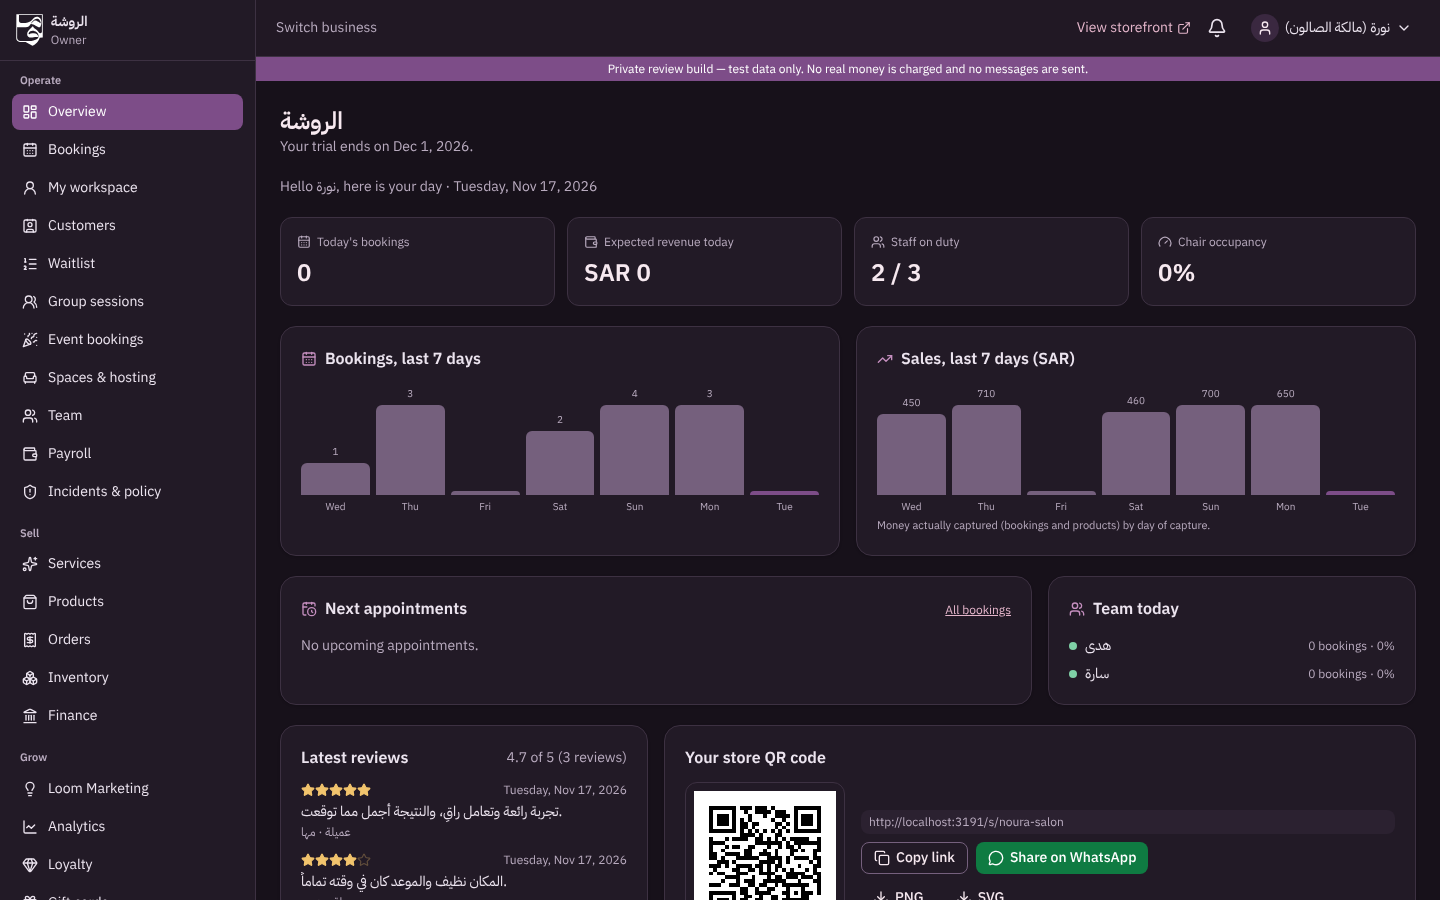 الروشة
Owner
Switch business
View storefront
نورة (مالكة الصالون)
Private review build — test data only. No real money is charged and no messages are sent.
Operate
Overview
Bookings
My workspace
Customers
Waitlist
Group sessions
Event bookings
Spaces & hosting
Team
Payroll
Incidents & policy
Sell
Services
Products
Orders
Inventory
Finance
Grow
Loom Marketing
Analytics
Loyalty
الروشة
Your trial ends on Dec 1, 2026.
Hello نورة, here is your day · Tuesday, Nov 17, 2026
Today's bookings
0
Expected revenue today
SAR 0
Staff on duty
2 / 3
Chair occupancy
0%
Bookings, last 7 days
1 3 2 4 3
Wed Thu Fri Sat Sun Mon Tue
Sales, last 7 days (SAR)
450 710 460 700 650
Wed Thu Fri Sat Sun Mon Tue
Money actually captured (bookings and products) by day of capture.
Next appointments
All bookings
No upcoming appointments.
Team today
هدى 0 bookings · 0%
سارة 0 bookings · 0%
Latest reviews
4.7 of 5 (3 reviews)
Tuesday, Nov 17, 2026
تجربة رائعة وتعامل راقٍ، والنتيجة أجمل مما توقعت.
عميلة · مها
Tuesday, Nov 17, 2026
المكان نظيف والموعد كان في وقته تماماً.
Your store QR code
http://localhost:3191/s/noura-salon
Copy link
Share on WhatsApp
PNG
SVG